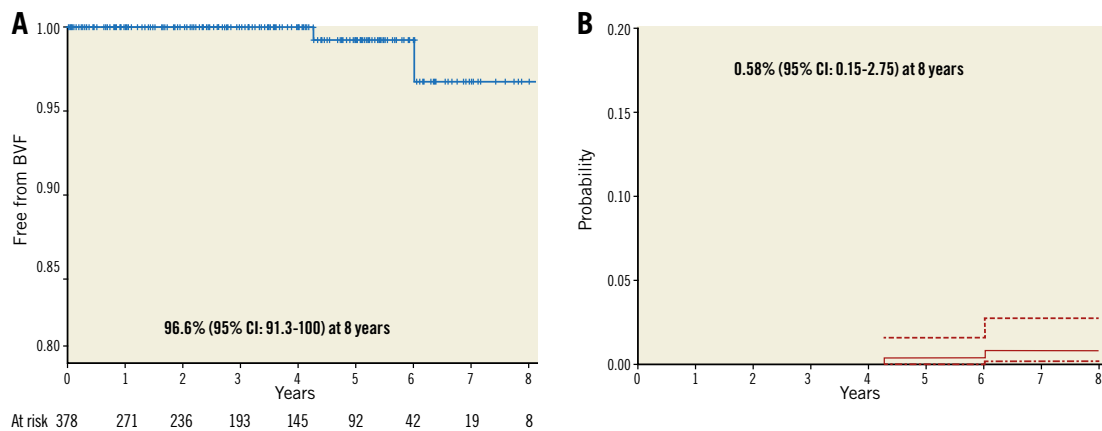 A
1.00
0.95
0.90
0.85
0.80
Free from BVF
96.6% (95% CI: 91.3-100) at 8 years
0 1 2 3 4 5 6 7 8
Years
At risk 378 271 236 193 145 92 42 19 8
B
0.20
0.15
0.10
0.05
0.00
Probability
0.58% (95% CI: 0.15-2.75) at 8 years
0 1 2 3 4 5 6 7 8
Years